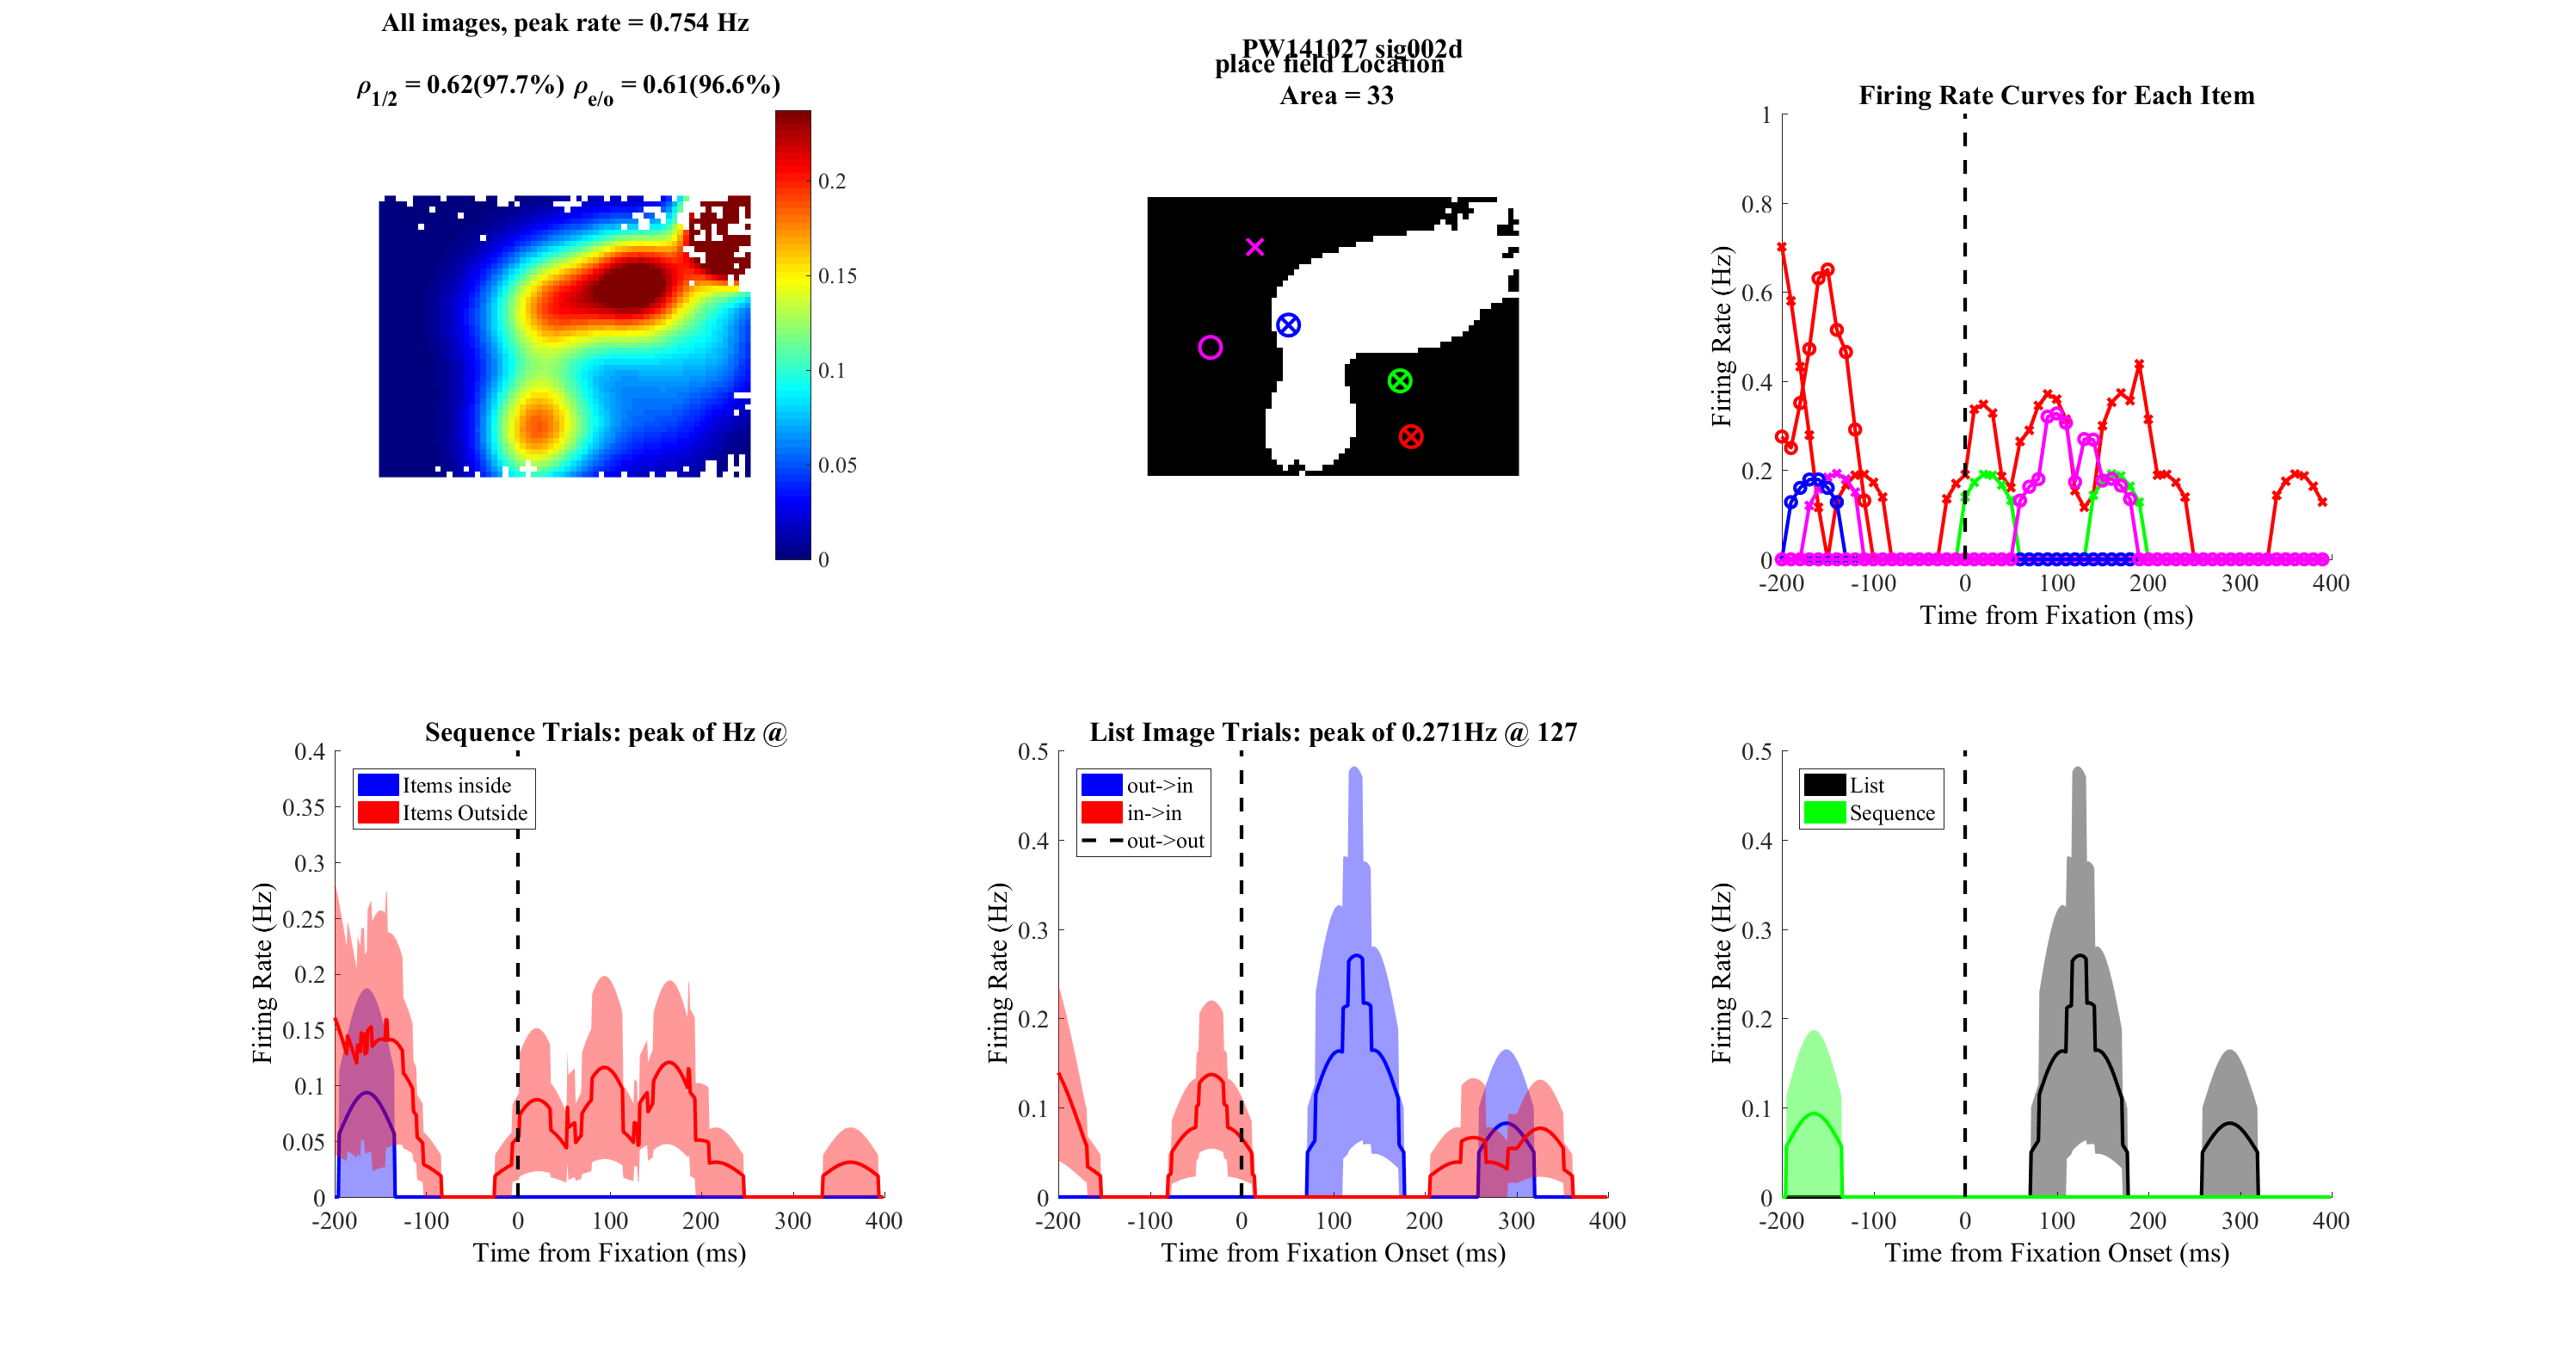 All images, peak rate = 0.754 Hz
ρ1/2 = 0.62(97.7%) ρe/o = 0.61(96.6%)
0.2
0.15
0.1
0.05
0
PW141027 sig002d
place field Location
Area = 33
Firing Rate Curves for Each Item
Firing Rate (Hz)
1
0.8
0.6
0.4
0.2
0
-200 -100 0 100 200 300 400
Time from Fixation (ms)
Sequence Trials: peak of Hz @
Firing Rate (Hz)
0.4
0.35
0.3
0.25
0.2
0.15
0.1
0.05
0
Items inside
Items Outside
-200 -100 0 100 200 300 400
Time from Fixation (ms)
List Image Trials: peak of 0.271Hz @ 127
Firing Rate (Hz)
0.5
0.4
0.3
0.2
0.1
0
out->in
in->in
out->out
-200 -100 0 100 200 300 400
Time from Fixation Onset (ms)
Firing Rate (Hz)
0.5
0.4
0.3
0.2
0.1
0
List
Sequence
-200 -100 0 100 200 300 400
Time from Fixation Onset (ms)